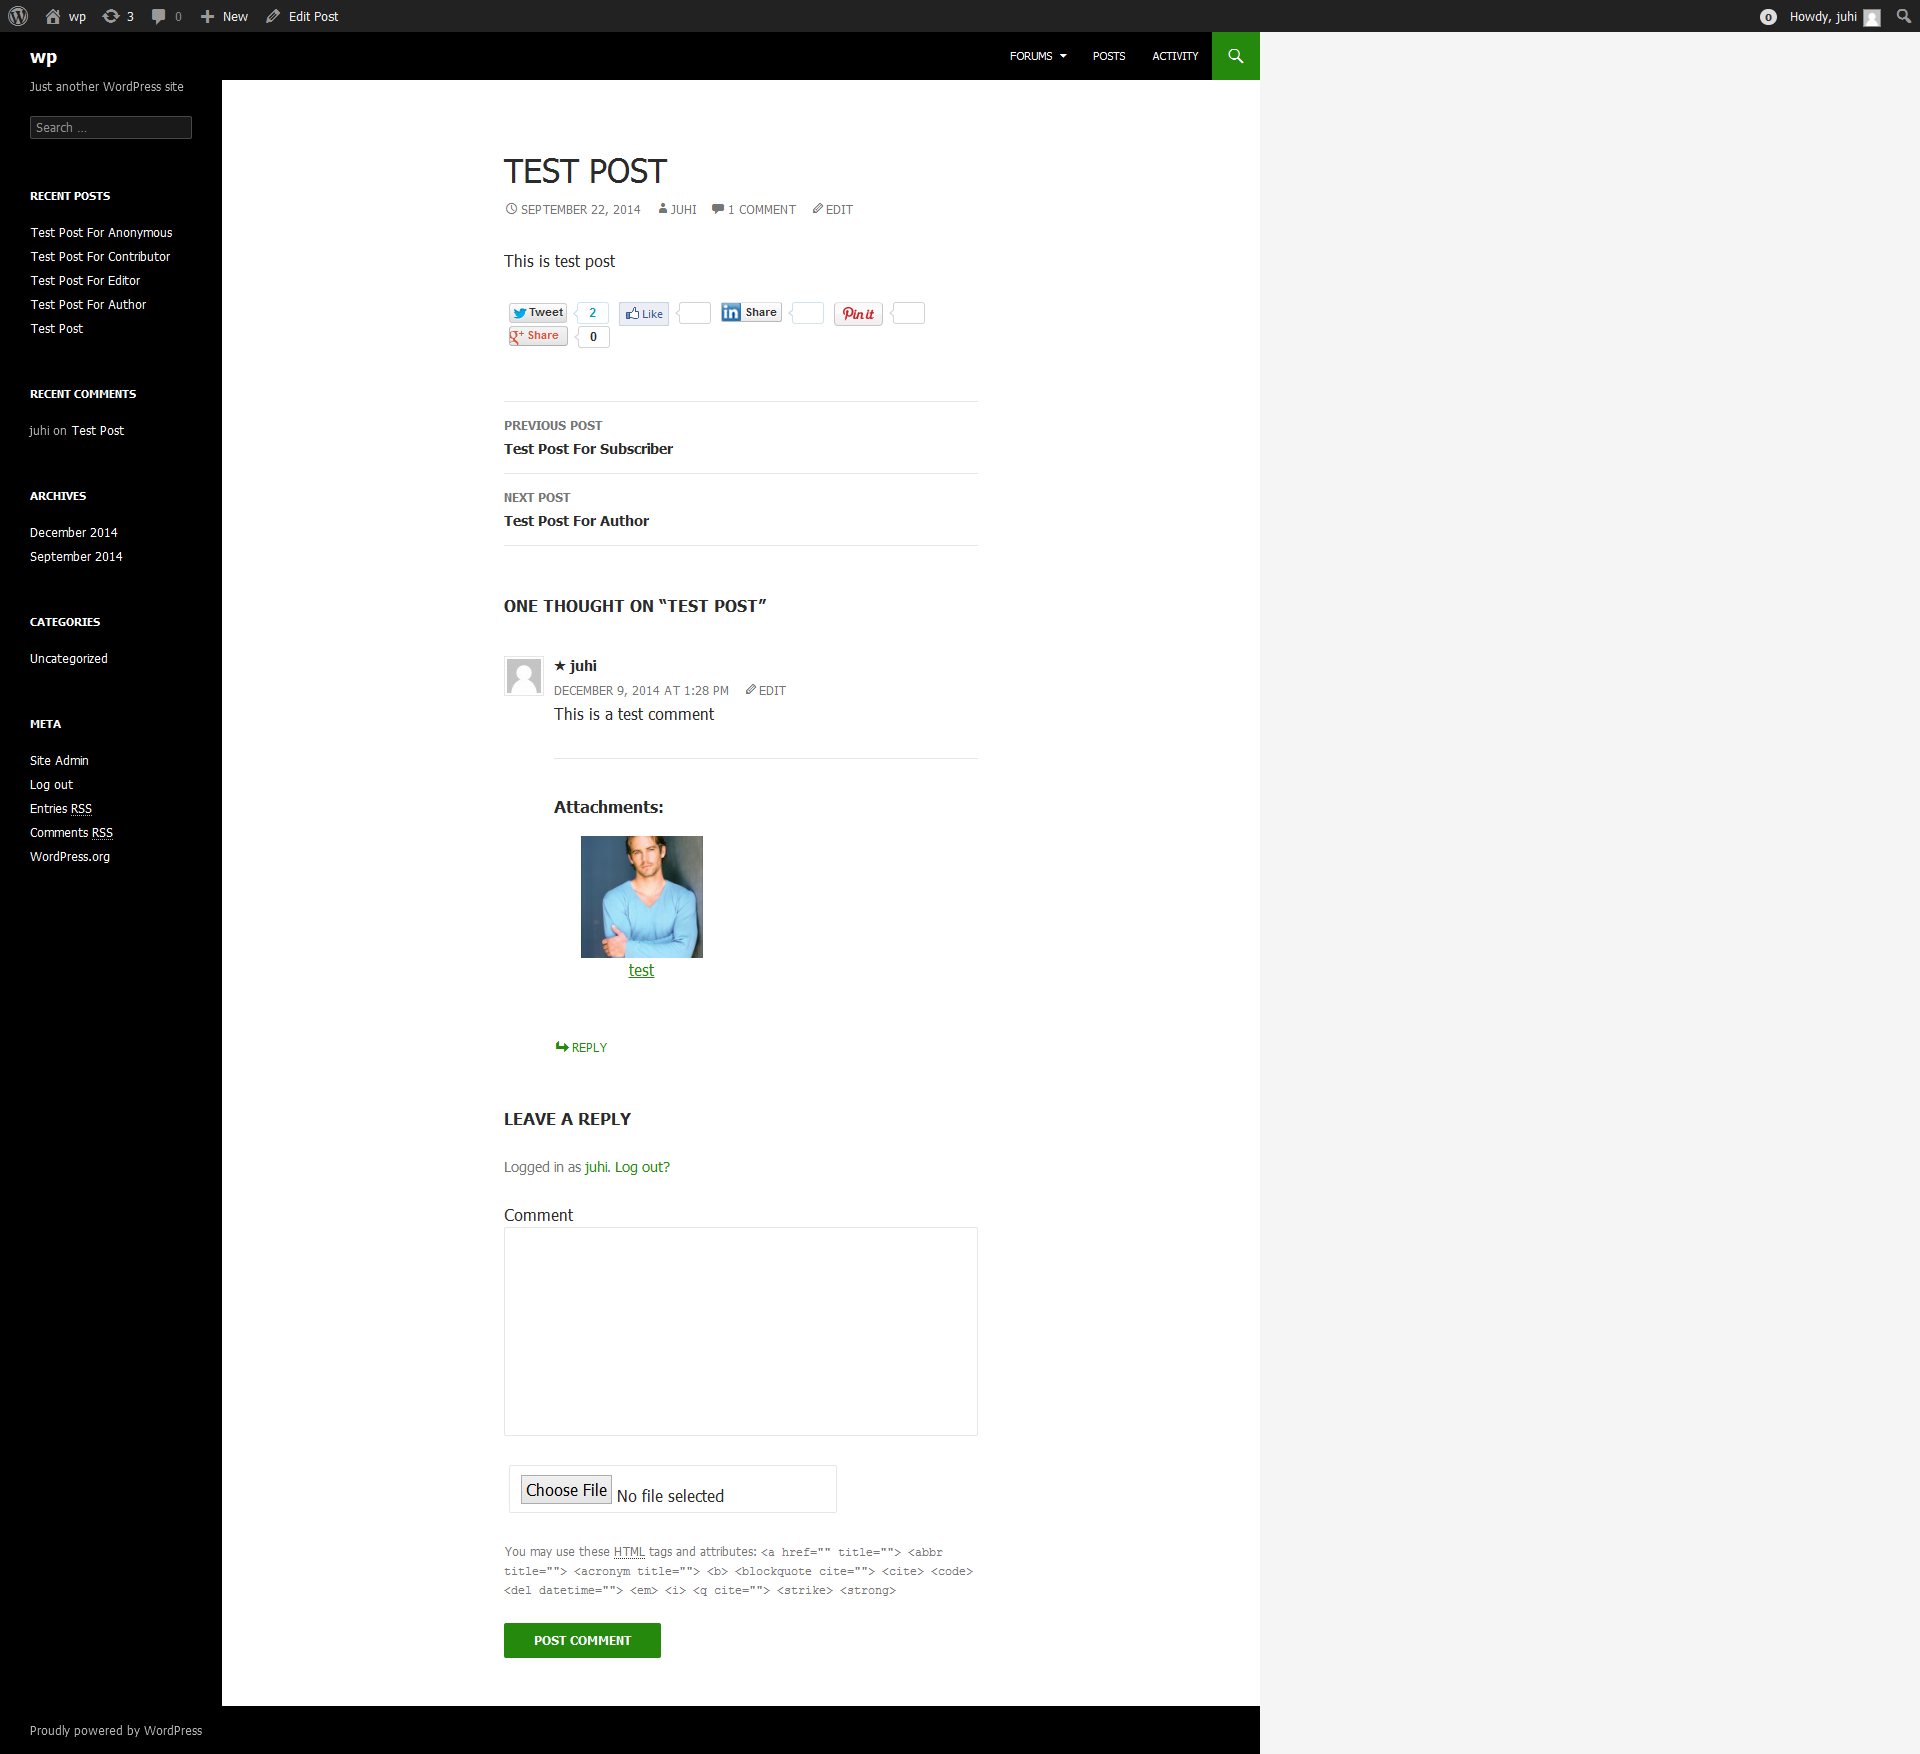 wp
3
0
New
Edit Post
0
Howdy, juhi
wp
FORUMS
POSTS
ACTIVITY
Just another WordPress site
Search ...
RECENT POSTS
Test Post For Anonymous
Test Post For Contributor
Test Post For Editor
Test Post For Author
Test Post
RECENT COMMENTS
juhi on Test Post
ARCHIVES
December 2014
September 2014
CATEGORIES
Uncategorized
META
Site Admin
Log out
Entries RSS
Comments RSS
WordPress.org
TEST POST
SEPTEMBER 22, 2014 JUHI 1 COMMENT EDIT
This is test post
Tweet 2 Like in Share Pin it
g+ Share 0
PREVIOUS POST
Test Post For Subscriber
NEXT POST
Test Post For Author
ONE THOUGHT ON “TEST POST”
★ juhi
DECEMBER 9, 2014 AT 1:28 PM EDIT
This is a test comment
Attachments:
test
REPLY
LEAVE A REPLY
Logged in as juhi. Log out?
Comment
Choose File No file selected
You may use these HTML tags and attributes: <a href="" title=""> <abbr
title=""> <acronym title=""> <b> <blockquote cite=""> <cite> <code>
<del datetime=""> <em> <i> <q cite=""> <strike> <strong>
POST COMMENT
Proudly powered by WordPress